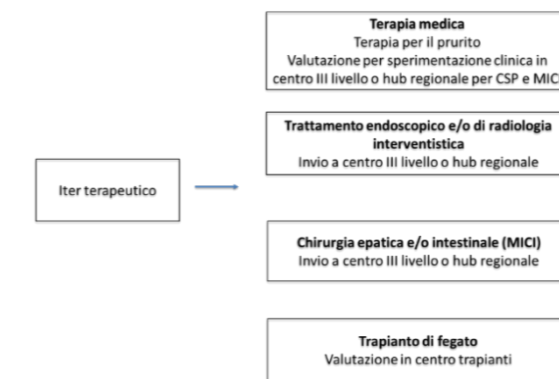 Terapia medica
Terapia per il prurito
Valutazione per sperimentazione clinica in
centro III livello o hub regionale per CSP e MICI
Trattamento endoscopico e/o di radiologia
interventistica
Invio a centro III livello o hub regionale
Iter terapeutico
Chirurgia epatica e/o intestinale (MICI)
Invio a centro III livello o hub regionale
Trapianto di fegato
Valutazione in centro trapianti